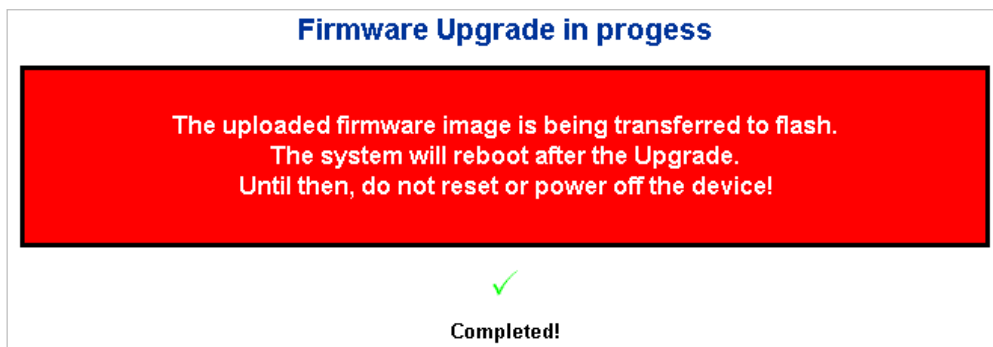 Firmware Upgrade in progess
The uploaded firmware image is being transferred to flash.
The system will reboot after the Upgrade.
Until then, do not reset or power off the device!
Completed!